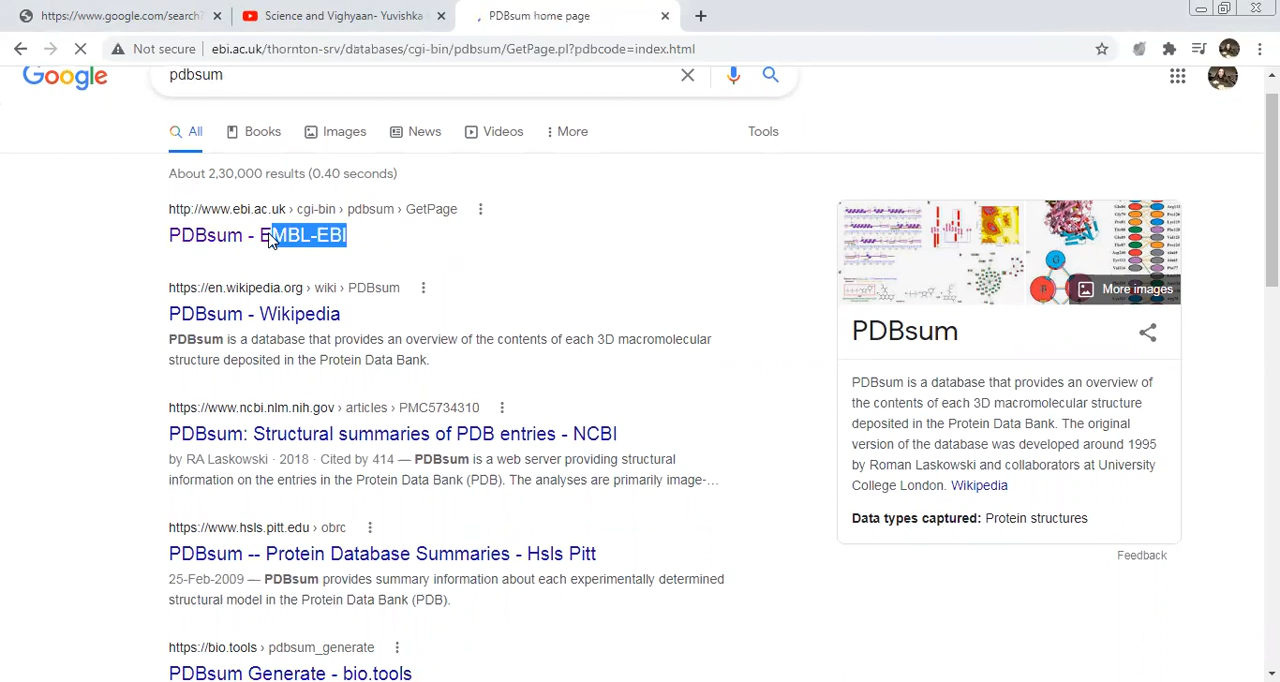 https://www.google.com/search?
Science and Vighyaan- Yuvishka
PDBsum home page
Not secure
ebi.ac.uk/thornton-srv/databases/cgi-bin/pdbsum/GetPage.pl?pdbcode=index.html
Google
pdbsum
All
Books
Images
News
Videos
More
Tools
About 2,30,000 results (0.40 seconds)
http://www.ebi.ac.uk › cgi-bin › pdbsum › GetPage
PDBsum - EMBL-EBI
https://en.wikipedia.org › wiki › PDBsum
PDBsum - Wikipedia
PDBsum is a database that provides an overview of the contents of each 3D macromolecular
structure deposited in the Protein Data Bank.
https://www.ncbi.nlm.nih.gov › articles › PMC5734310
PDBsum: Structural summaries of PDB entries - NCBI
by RA Laskowski · 2018 · Cited by 414 — PDBsum is a web server providing structural
information on the entries in the Protein Data Bank (PDB). The analyses are primarily image-...
https://www.hsls.pitt.edu › obrc
PDBsum -- Protein Database Summaries - Hsls Pitt
25-Feb-2009 — PDBsum provides summary information about each experimentally determined
structural model in the Protein Data Bank (PDB).
https://bio.tools › pdbsum_generate
PDBsum Generate - bio.tools
More images
PDBsum
PDBsum is a database that provides an overview of
the contents of each 3D macromolecular structure
deposited in the Protein Data Bank. The original
version of the database was developed around 1995
by Roman Laskowski and collaborators at University
College London. Wikipedia
Data types captured: Protein structures
Feedback